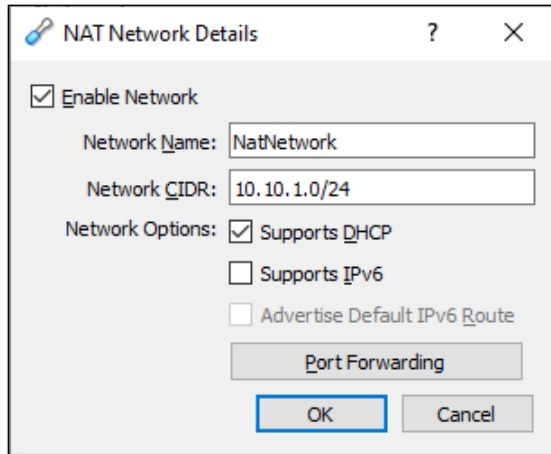 NAT Network Details ? X
Enable Network
Network Name: NatNetwork
Network CIDR: 10.10.1.0/24
Network Options: Supports DHCP
Supports IPv6
Advertise Default IPv6 Route
Port Forwarding
OK Cancel